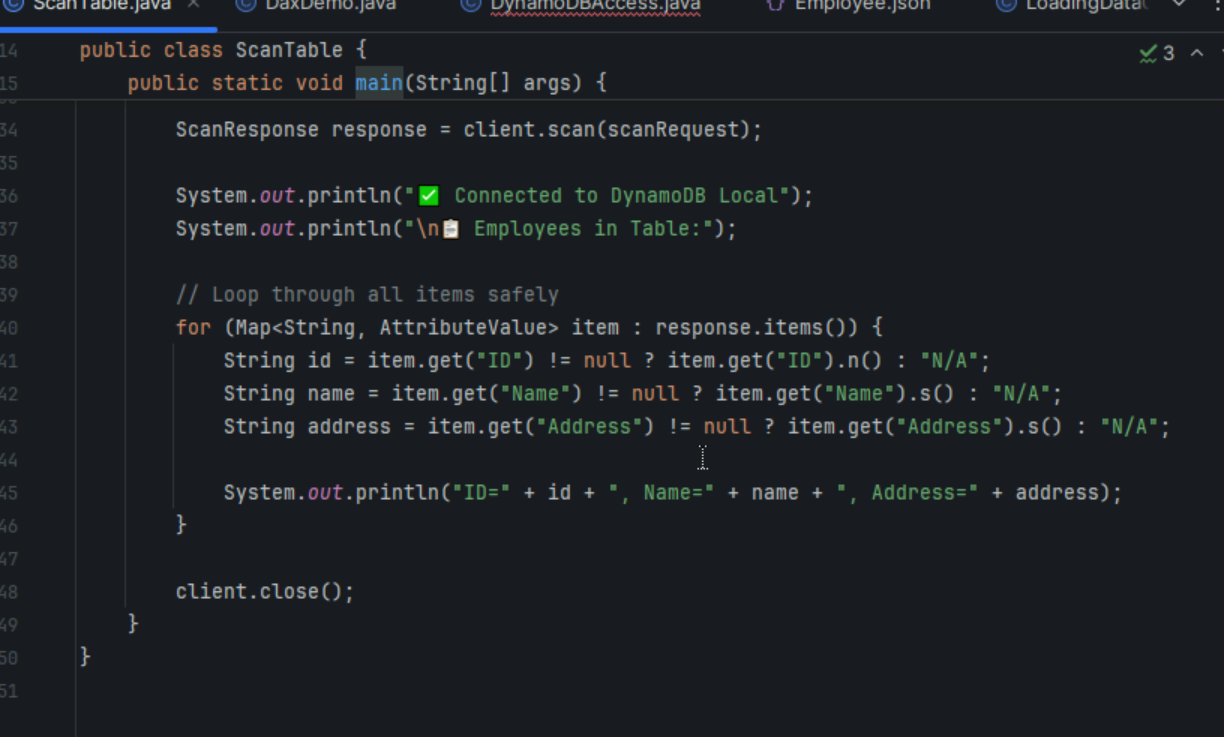 ScanTable.java × DaxDemo.java DynamoDBAccess.java {} Employee.json
14 public class ScanTable { 3
15 public static void main(String[] args) {
34 ScanResponse response = client.scan(scanRequest);
35
36 System.out.println("✅ Connected to DynamoDB Local");
37 System.out.println("\n📋 Employees in Table:");
38
39 // Loop through all items safely
40 for (Map<String, AttributeValue> item : response.items()) {
41 String id = item.get("ID") != null ? item.get("ID").n() : "N/A";
42 String name = item.get("Name") != null ? item.get("Name").s() : "N/A";
43 String address = item.get("Address") != null ? item.get("Address").s() : "N/A";
44
45 System.out.println("ID=" + id + ", Name=" + name + ", Address=" + address);
46 }
47
48 client.close();
49 }
50 }
51